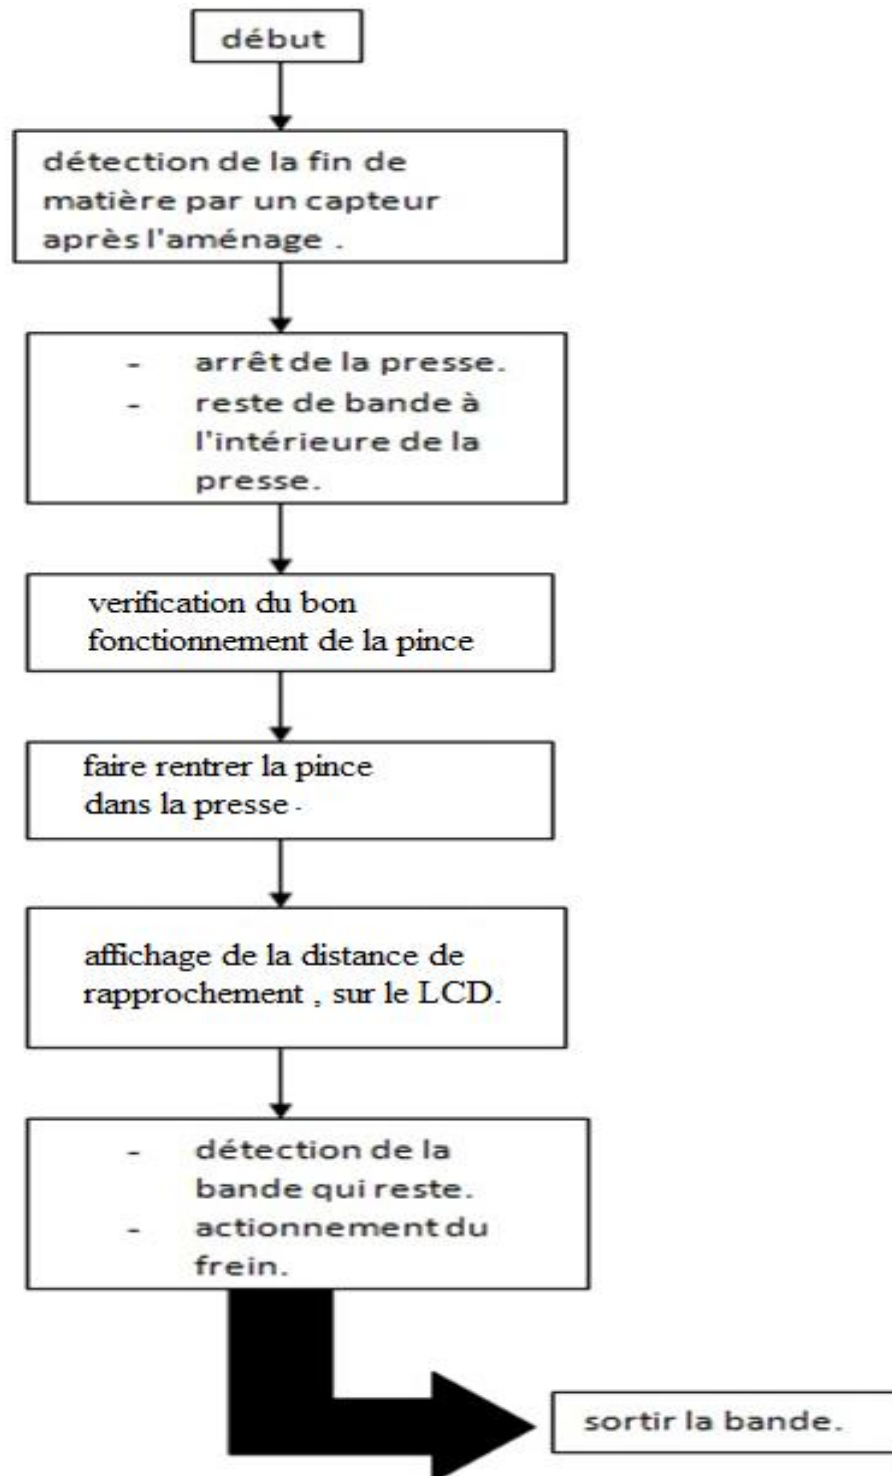 début
détection de la fin de
matière par un capteur
après l'aménage .
- arrêt de la presse.
- reste de bande à
l'intérieure de la
presse.
verification du bon
fonctionnement de la pince
faire rentrer la pince
dans la presse .
affichage de la distance de
rapprochement , sur le LCD.
- détection de la
bande qui reste.
- actionnement du
frein.
sortir la bande.